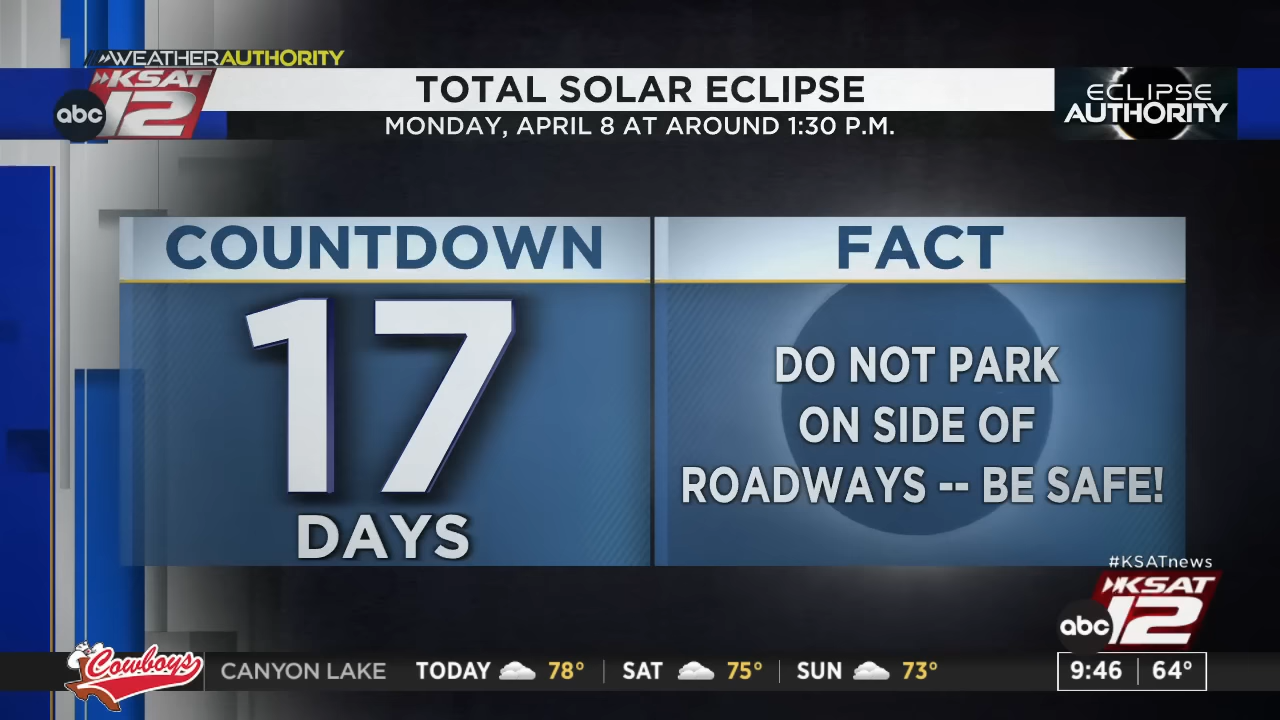 WEATHERAUTHORITY
KSAT
abc 12
TOTAL SOLAR ECLIPSE
MONDAY, APRIL 8 AT AROUND 1:30 P.M.
ECLIPSE
AUTHORITY
COUNTDOWN
17
DAYS
FACT
DO NOT PARK
ON SIDE OF
ROADWAYS -- BE SAFE!
#KSATnews
KSAT
abc 12
Cowboys CANYON LAKE TODAY 78° SAT 75° SUN 73°
9:46 64°